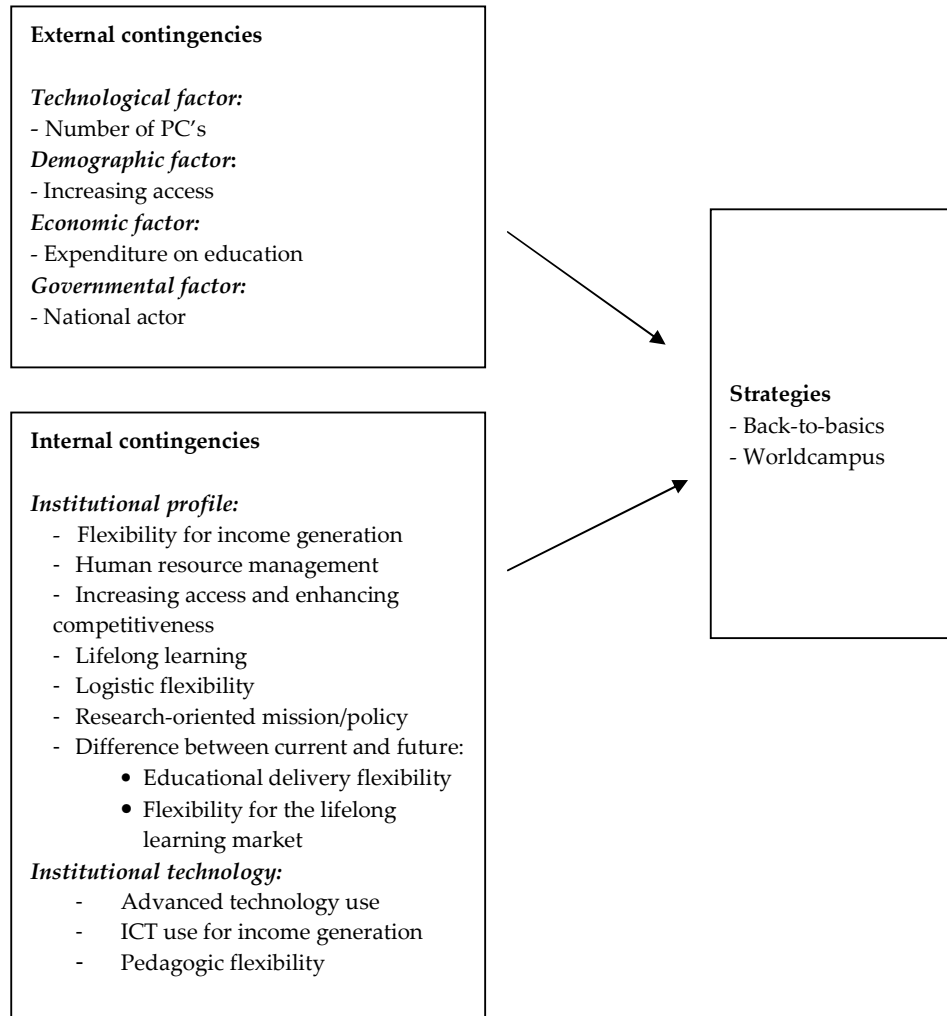 External contingencies
Technological factor:
- Number of PC’s
Demographic factor:
- Increasing access
Economic factor:
- Expenditure on education
Governmental factor:
- National actor
Internal contingencies
Institutional profile:
- Flexibility for income generation
- Human resource management
- Increasing access and enhancing
competitiveness
- Lifelong learning
- Logistic flexibility
- Research-oriented mission/policy
- Difference between current and future:
• Educational delivery flexibility
• Flexibility for the lifelong
learning market
Institutional technology:
- Advanced technology use
- ICT use for income generation
- Pedagogic flexibility
Strategies
- Back-to-basics
- Worldcampus